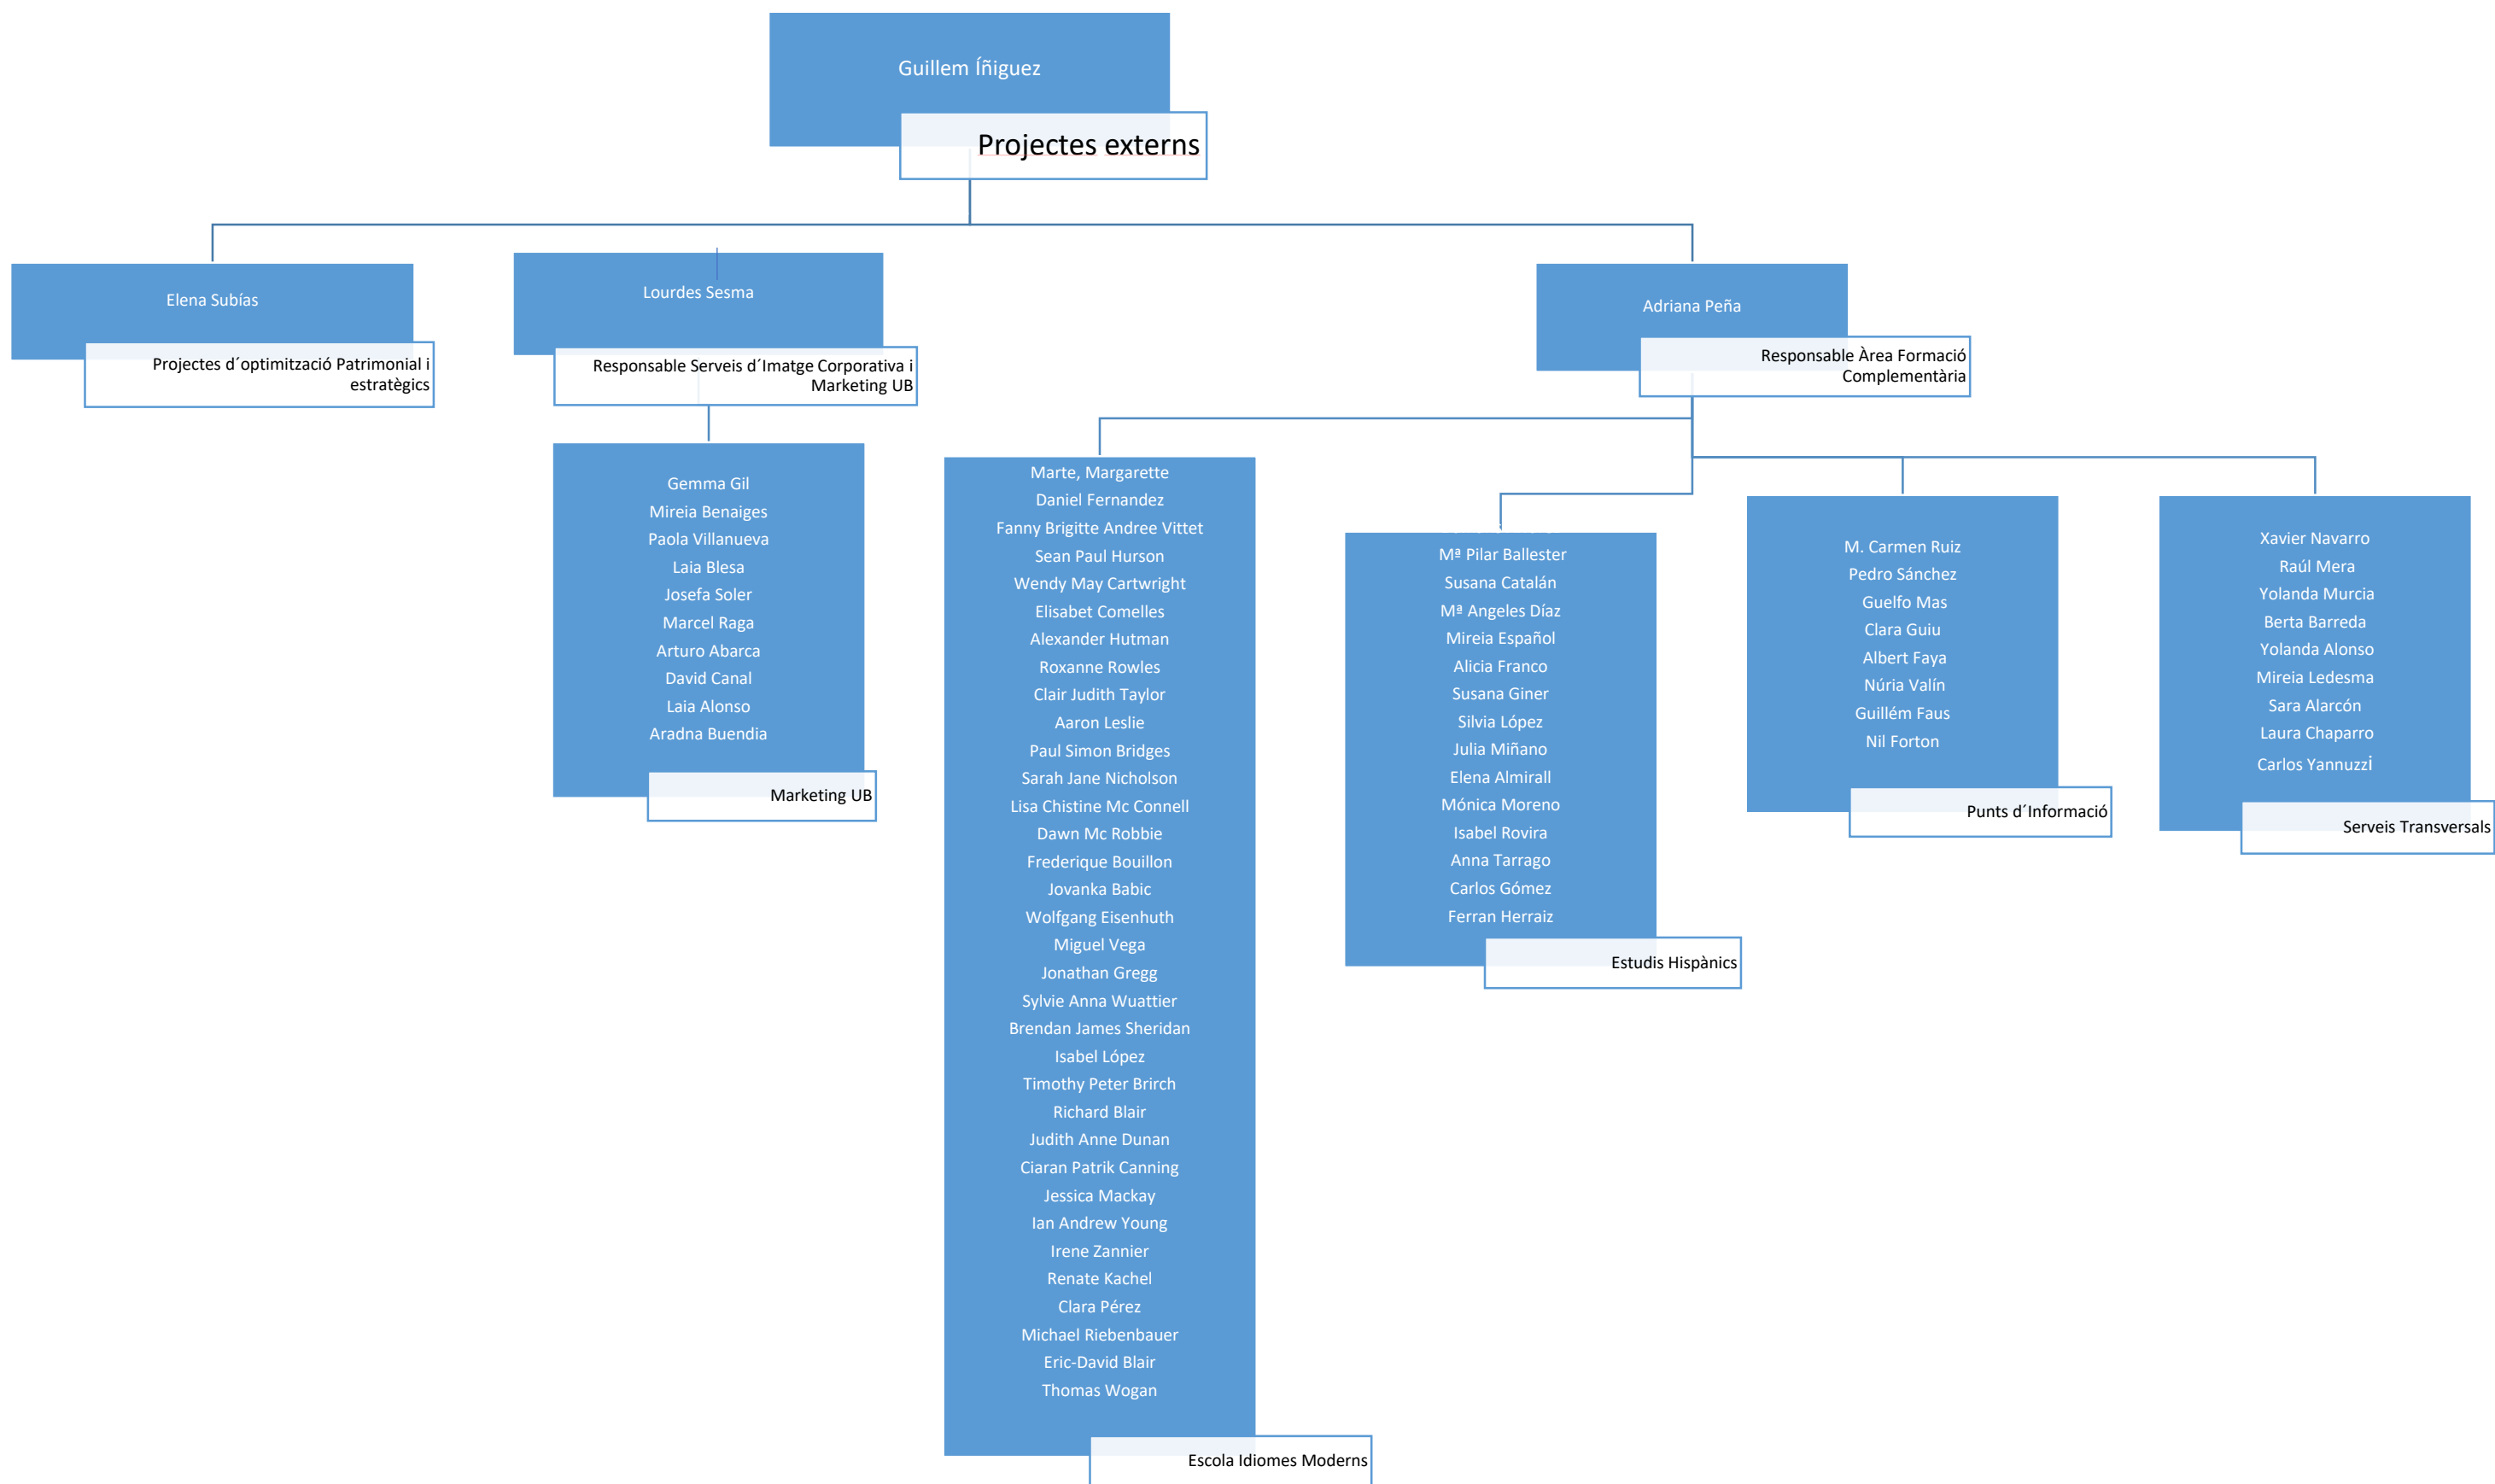 Guillem Íñiguez
Projectes externs
Elena Subías
Projectes d´optimització Patrimonial i
estratègics
Lourdes Sesma
Responsable Serveis d´Imatge Corporativa i
Marketing UB
Adriana Peña
Responsable Àrea Formació
Complementària
Gemma Gil
Mireia Benaiges
Paola Villanueva
Laia Blesa
Josefa Soler
Marcel Raga
Arturo Abarca
David Canal
Laia Alonso
Aradna Buendia
Marketing UB
Marte, Margarette
Daniel Fernandez
Fanny Brigitte Andree Vittet
Sean Paul Hurson
Wendy May Cartwright
Elisabet Comelles
Alexander Hutman
Roxanne Rowles
Clair Judith Taylor
Aaron Leslie
Paul Simon Bridges
Sarah Jane Nicholson
Lisa Chistine Mc Connell
Dawn Mc Robbie
Frederique Bouillon
Jovanka Babic
Wolfgang Eisenhuth
Miguel Vega
Jonathan Gregg
Sylvie Anna Wuattier
Brendan James Sheridan
Isabel López
Timothy Peter Brirch
Richard Blair
Judith Anne Dunan
Ciaran Patrik Canning
Jessica Mackay
Ian Andrew Young
Irene Zannier
Renate Kachel
Clara Pérez
Michael Riebenbauer
Eric-David Blair
Thomas Wogan
Escola Idiomes Moderns
Mª Pilar Ballester
Susana Catalán
Mª Angeles Díaz
Mireia Español
Alicia Franco
Susana Giner
Silvia López
Julia Miñano
Elena Almirall
Mónica Moreno
Isabel Rovira
Anna Tarrago
Carlos Gómez
Ferran Herraiz
Estudis Hispànics
M. Carmen Ruiz
Pedro Sánchez
Guelfo Mas
Clara Guiu
Albert Faya
Núria Valín
Guillém Faus
Nil Forton
Punts d´Informació
Xavier Navarro
Raúl Mera
Yolanda Murcia
Berta Barreda
Yolanda Alonso
Mireia Ledesma
Sara Alarcón
Laura Chaparro
Carlos Yannuzzi
Serveis Transversals